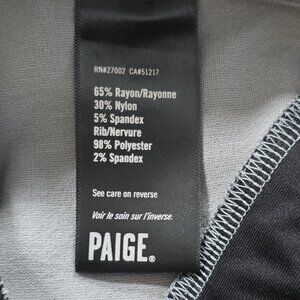 RN#27002 CA#51217
65% Rayon/Rayonne
30% Nylon
5% Spandex
Rib/Nervure
98% Polyester
2% Spandex
See care on reverse
Voir le soin sur l'inverse.
PAIGE®